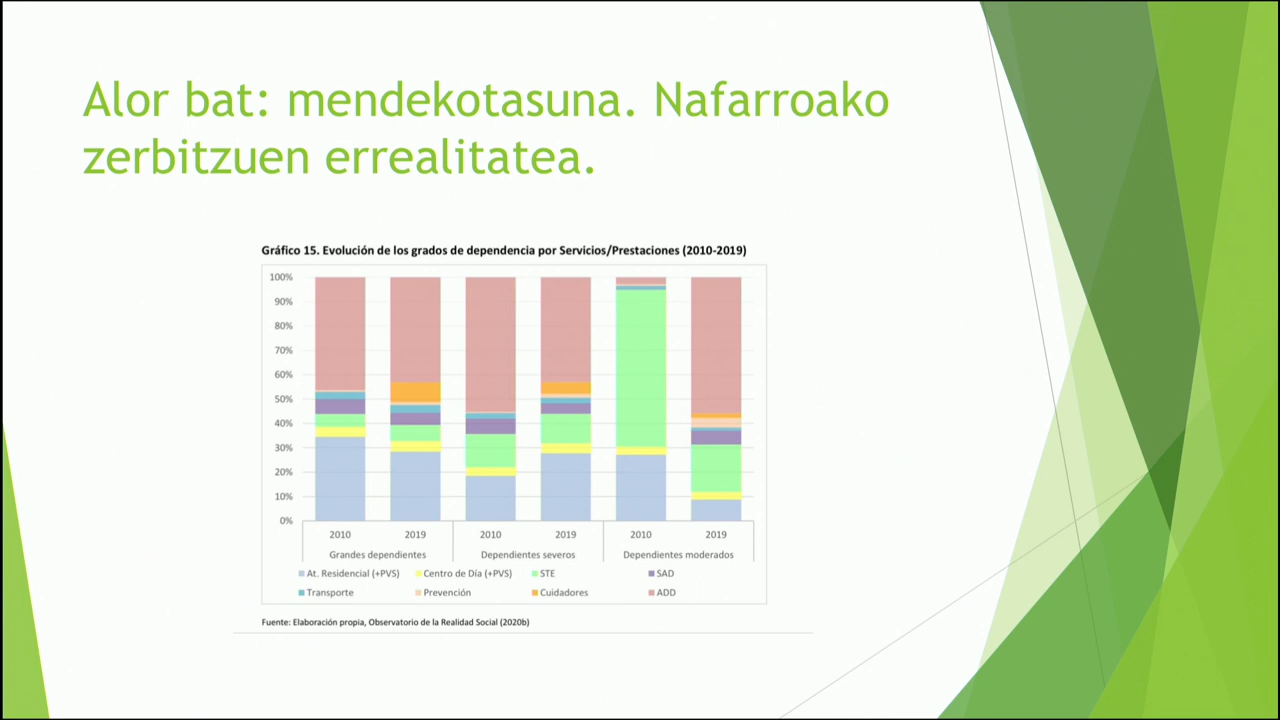 Alor bat: mendekotasuna. Nafarroako
zerbitzuen errealitatea.
Gráfico 15. Evolución de los grados de dependencia por Servicios/Prestaciones (2010-2019)
100%
90%
80%
70%
60%
50%
40%
30%
20%
10%
0%
2010 2019 2010 2019 2010 2019
Grandes dependientes Dependientes severos Dependientes moderados
At. Residencial (+PVS) Centro de Día (+PVS) STE SAD
Transporte Prevención Cuidadores ADD
Fuente: Elaboración propia, Observatorio de la Realidad Social (2020b)